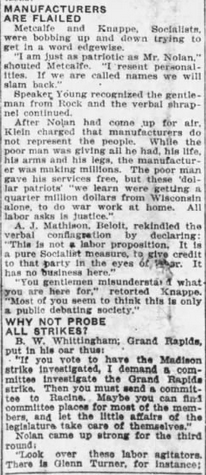 MANUFACTURERS
ARE FLAILED
Metcalfe and Knappe, Socialists,
were bobbing up and down trying to
get in a word edgewise.
"I am just as patriotic as Mr. Nolan,"
shouted Metcalfe. "I resent personal-
ities. If we are called names we will
slam back."
Speaker Young recognized the gentle-
man from Rock and the verbal shrap-
nel continued.
After Nolan had come up for air,
Klein charged that manufacturers do
not represent the people. While the
poor man was giving all he had, his life,
his arms and his legs, the manufactur-
er was making millions. The poor man
gave his services free, but these 'dol-
lar patriots' "we learn were getting a
quarter million dollars from Wisconsin
alone, to do war work at home. All
labor asks is justice."
A. J. Mathison, Beloit, rekindled the
verbal conflagration by declaring:
"This is not a labor proposition. It is
a pure Socialist measure, to give credit
to that party in the eyes of. It
has no business here."
"You gentlemen misunderstand what
you are here for," retorted Knappe.
"Most of you seem to think this is only
a public debating society."
WHY NOT PROBE
ALL STRIKES?
B. W. Whittingham, Grand Rapids,
put in his oar thus:
"If you vote to have the Madison
strike investigated, I demand a com-
mittee investigate the Grand Rapids
strike. Then you must send a commit-
tee to Racine. Maybe you can find
committee places for most of the mem-
bers, and let the little affairs of the
legislature take care of themselves."
Nolan came up strong for the third
round:
"Look over these labor agitators.
There is Glenn Turner, for instance: